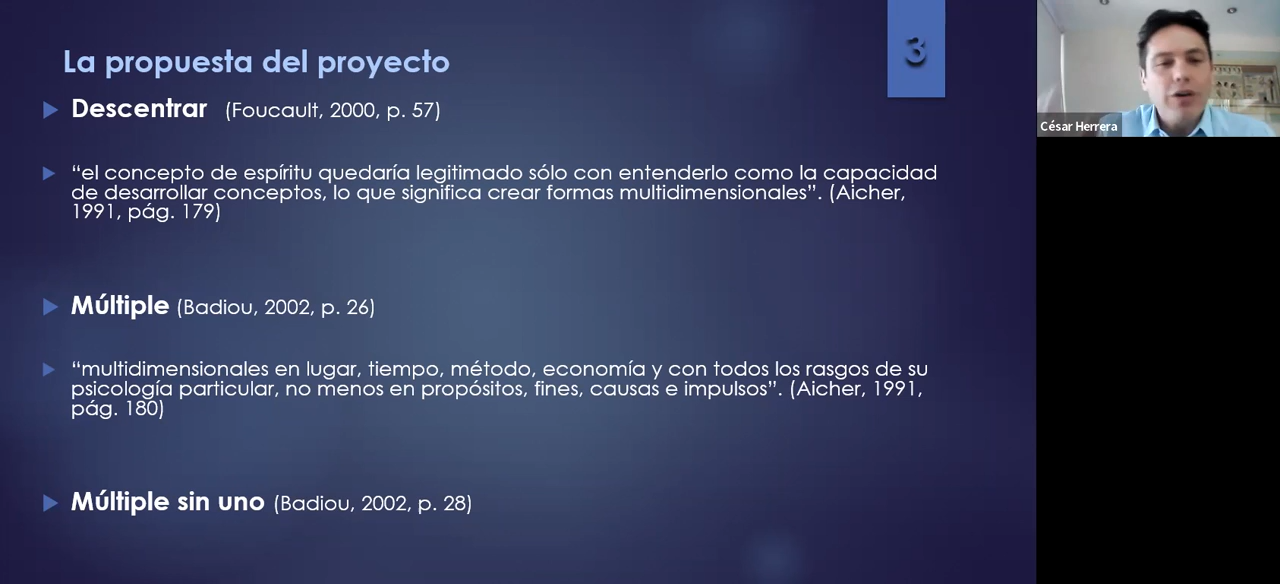 La propuesta del proyecto
3
Descentrar (Foucault, 2000, p. 57)
“el concepto de espíritu quedaría legitimado sólo con entenderlo como la capacidad
de desarrollar conceptos, lo que significa crear formas multidimensionales”. (Aicher,
1991, pág. 179)
Múltiple (Badiou, 2002, p. 26)
“multidimensionales en lugar, tiempo, método, economía y con todos los rasgos de su
psicología particular, no menos en propósitos, fines, causas e impulsos”. (Aicher, 1991,
pág. 180)
Múltiple sin uno (Badiou, 2002, p. 28)
César Herrera